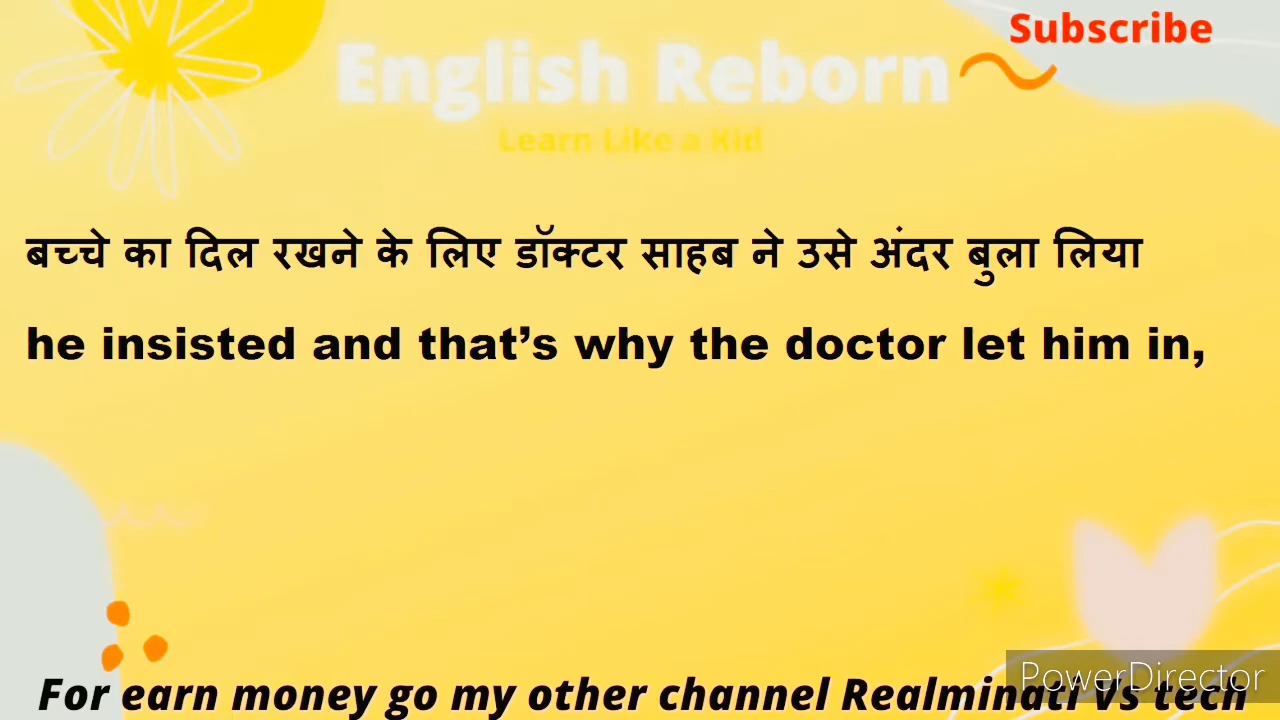 Subscribe
English Reborn
Learn Like a Kid
बच्चे का दिल रखने के लिए डॉक्टर साहब ने उसे अंदर बुला लिया
he insisted and that’s why the doctor let him in,
PowerDirector
For earn money go my other channel Realminati Vs tech